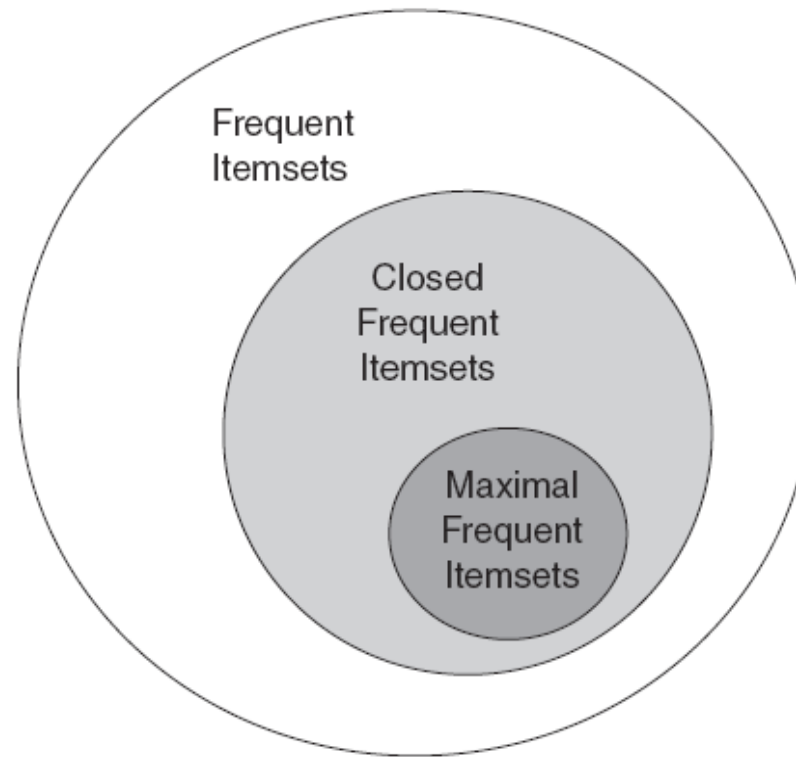 Frequent
Itemsets
Closed
Frequent
Itemsets
Maximal
Frequent
Itemsets